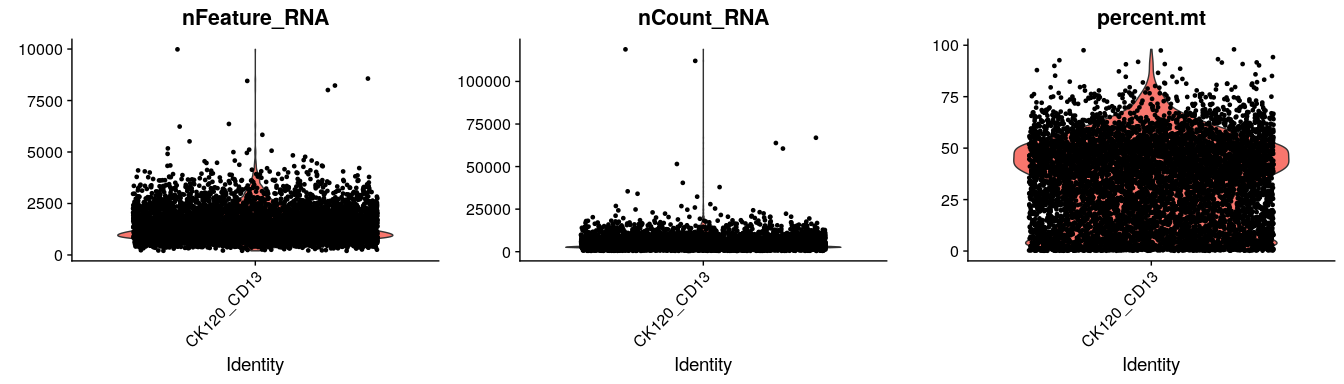 nFeature_RNA
10000
7500
5000
2500
0
CK120_CD13
Identity
nCount_RNA
100000
75000
50000
25000
0
CK120_CD13
Identity
percent.mt
100
75
50
25
0
CK120_CD13
Identity